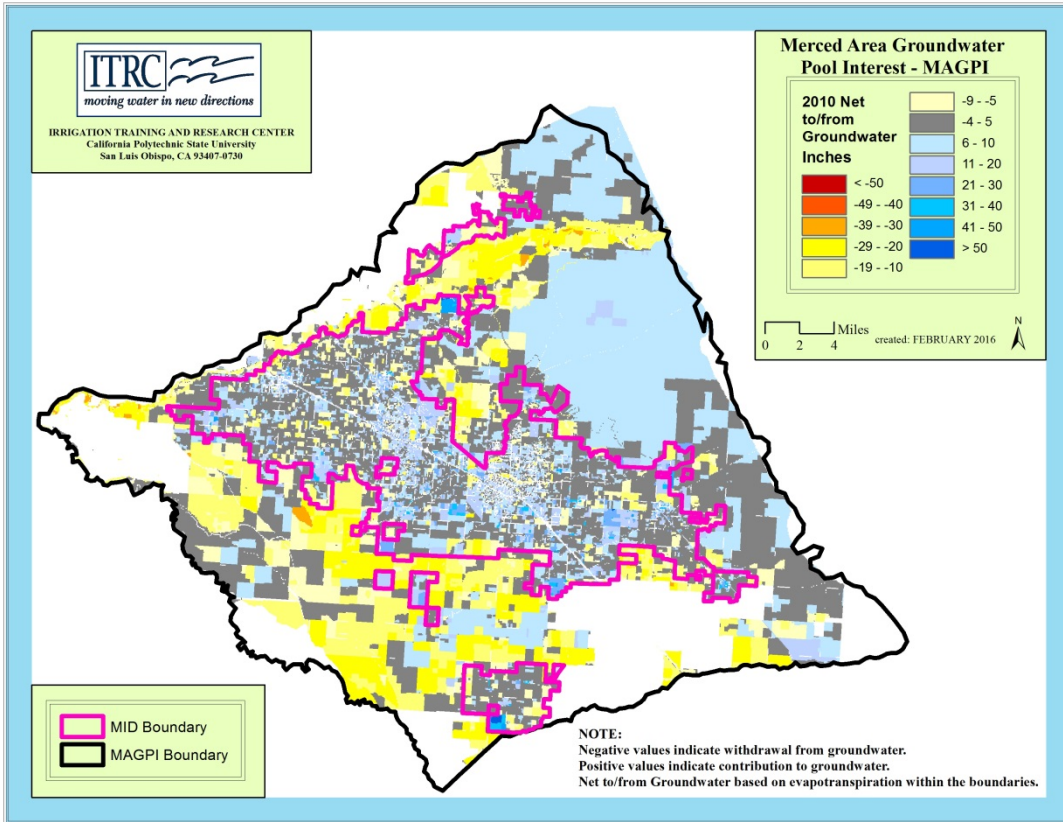 ITRC
moving water in new directions
IRRIGATION TRAINING AND RESEARCH CENTER
California Polytechnic State University
San Luis Obispo, CA 93407-0730
Merced Area Groundwater
Pool Interest - MAGPI
2010 Net
to/from
Groundwater
Inches
< -50
-49 - -40
-39 - -30
-29 - -20
-19 - -10
-9 - -5
-4 - 5
6 - 10
11 - 20
21 - 30
31 - 40
41 - 50
> 50
Miles
0 2 4
created: FEBRUARY 2016
N
MID Boundary
MAGPI Boundary
NOTE:
Negative values indicate withdrawal from groundwater.
Positive values indicate contribution to groundwater.
Net to/from Groundwater based on evapotranspiration within the boundaries.